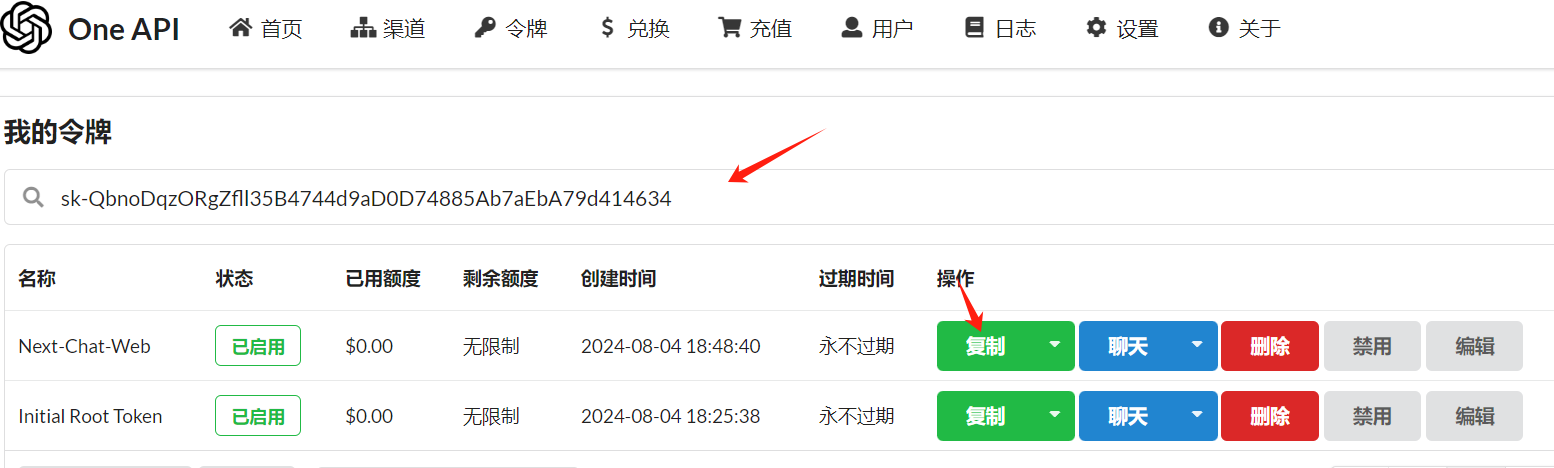 One API 首页 渠道 令牌 兑换 充值 用户 日志 设置 关于
我的令牌
sk-QbnoDqzORgZfll35B4744d9aD0D74885Ab7aEbA79d414634
名称 状态 已用额度 剩余额度 创建时间 过期时间 操作
Next-Chat-Web 已启用 $0.00 无限制 2024-08-04 18:48:40 永不过期 复制 聊天 删除 禁用 编辑
Initial Root Token 已启用 $0.00 无限制 2024-08-04 18:25:38 永不过期 复制 聊天 删除 禁用 编辑